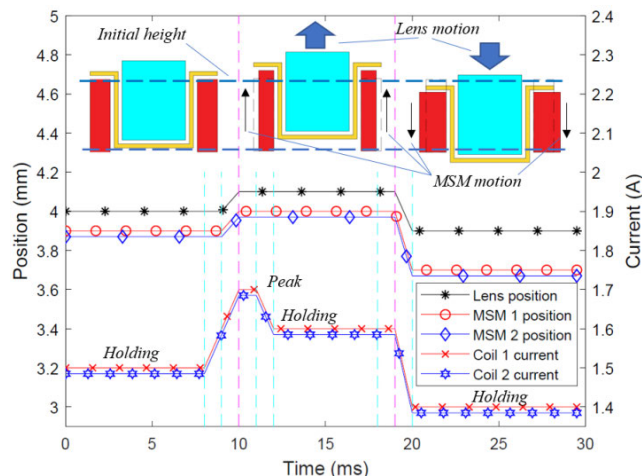 5
4.8
4.6
4.4
4.2
4
3.8
3.6
3.4
3.2
3
Position (mm)
Initial height
Lens motion
MSM motion
Peak
Holding
Holding
Holding
Lens position
MSM 1 position
MSM 2 position
Coil 1 current
Coil 2 current
2.4
2.3
2.2
2.1
2
1.9
1.8
1.7
1.6
1.5
1.4
Current (A)
0 5 10 15 20 25 30
Time (ms)